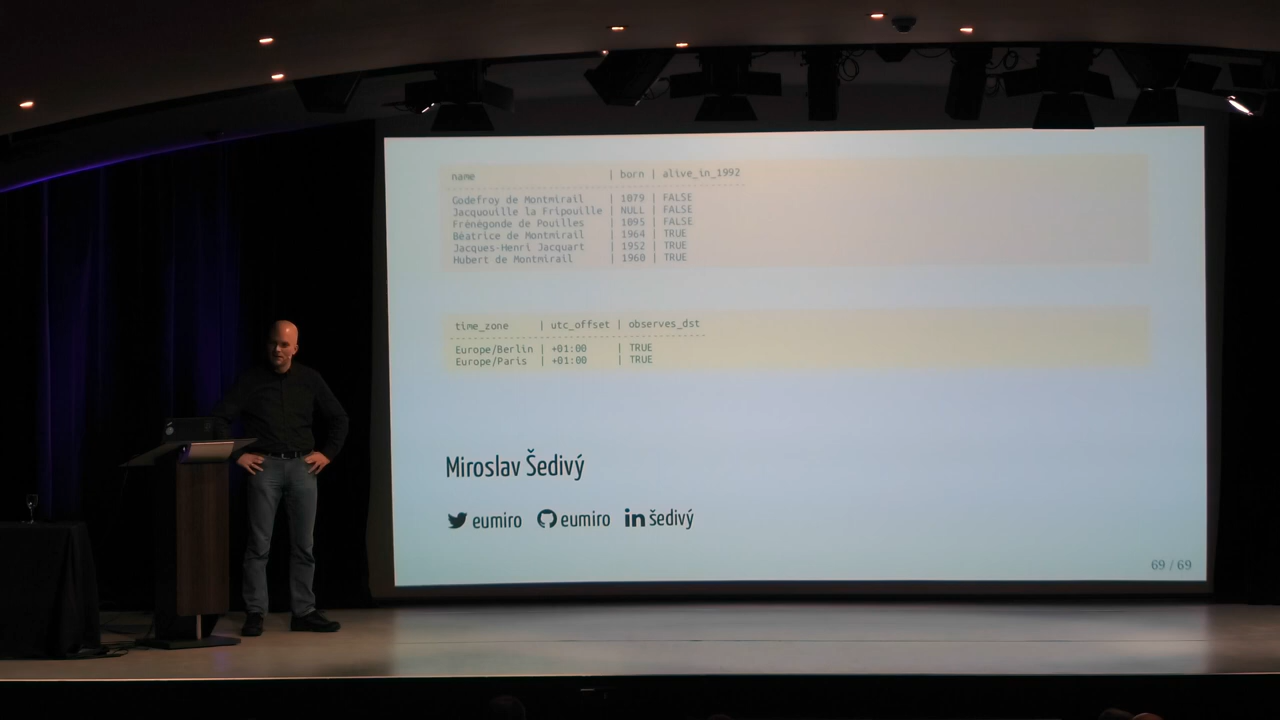 name | born | alive_in_1992
Godefroy de Montmirail | 1079 | FALSE
Jacquouille la Fripouille | NULL | FALSE
Frénégonde de Pouilles | 1095 | FALSE
Béatrice de Montmirail | 1964 | TRUE
Jacques-Henri Jacquart | 1952 | TRUE
Hubert de Montmirail | 1960 | TRUE
time_zone | utc_offset | observes_dst
Europe/Berlin | +01:00 | TRUE
Europe/Paris | +01:00 | TRUE
Miroslav Šedivý
eumiro eumiro in šedivý
69 / 69